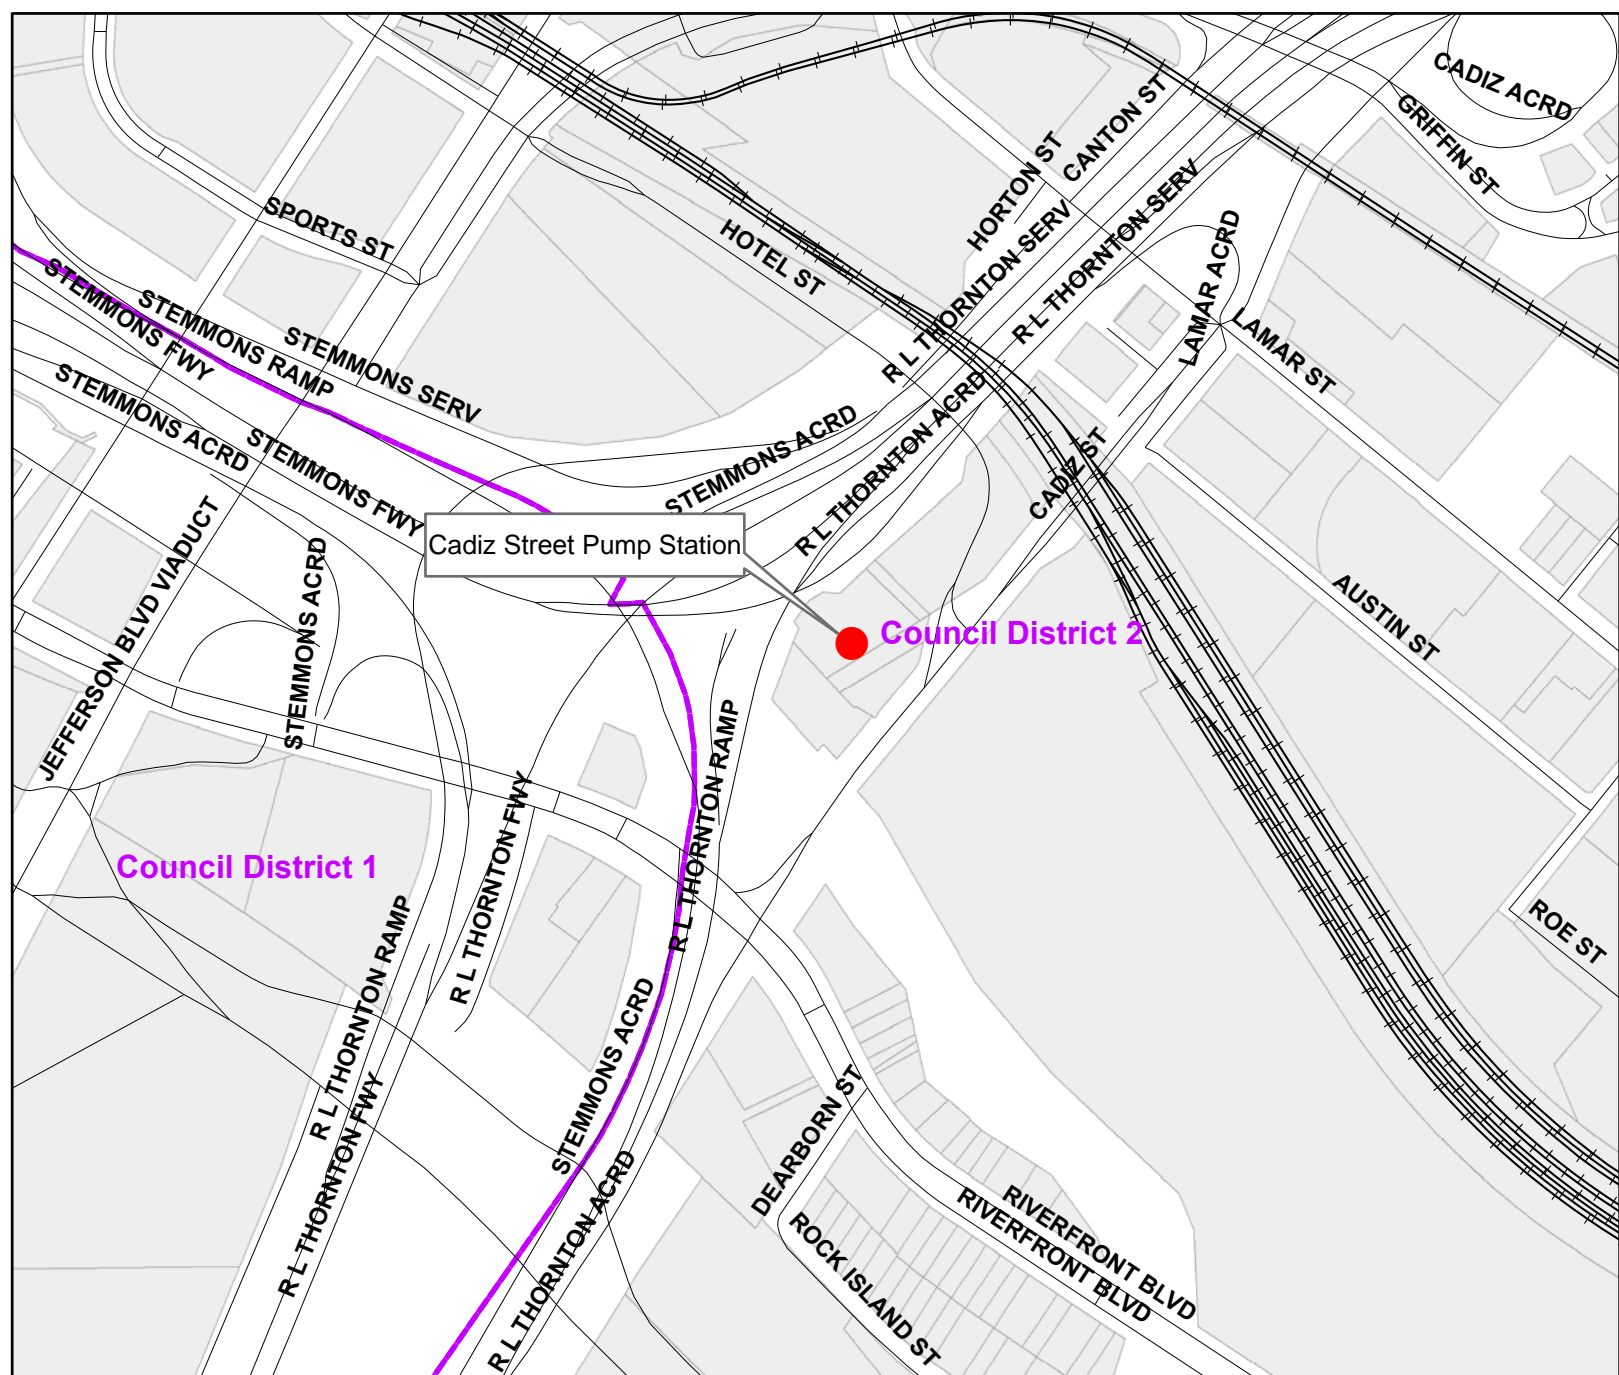 CADIZ ACRD
GRIFFIN ST
CANTON ST
HORTON ST
SPORTS ST
HOTEL ST
R L THORNTON SERV
R L THORNTON SERV
LAMAR ACRD
LAMAR ST
STEMMONS FWY
STEMMONS RAMP
STEMMONS SERV
STEMMONS ACRD
STEMMONS FWY
STEMMONS ACRD
R L THORNTON ACRD
CADIZ ST
Cadiz Street Pump Station
JEFFERSON BLVD VIADUCT
STEMMONS ACRD
Council District 2
AUSTIN ST
R L THORNTON RAMP
R L THORNTON FWY
Council District 1
R L THORNTON RAMP
ROE ST
STEMMONS ACRD
R L THORNTON FWY
R L THORNTON ACRD
DEARBORN ST
ROCK ISLAND ST
RIVERFRONT BLVD
RIVERFRONT BLVD